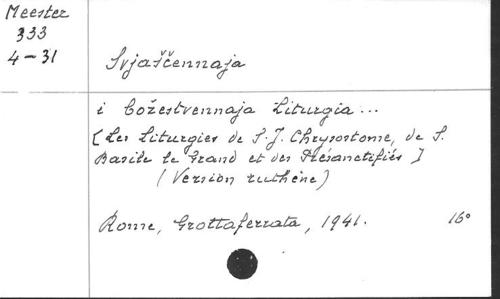 Meester
333
4-31
Svjaščennaja
i božestvennaja Liturgia...
[Les Liturgies de S. J. Chrysostome, de S.
Basile le Grand et des Présanctifiés]
(Version ruthène)
Rome, Grottaferrata, 1941. 16°